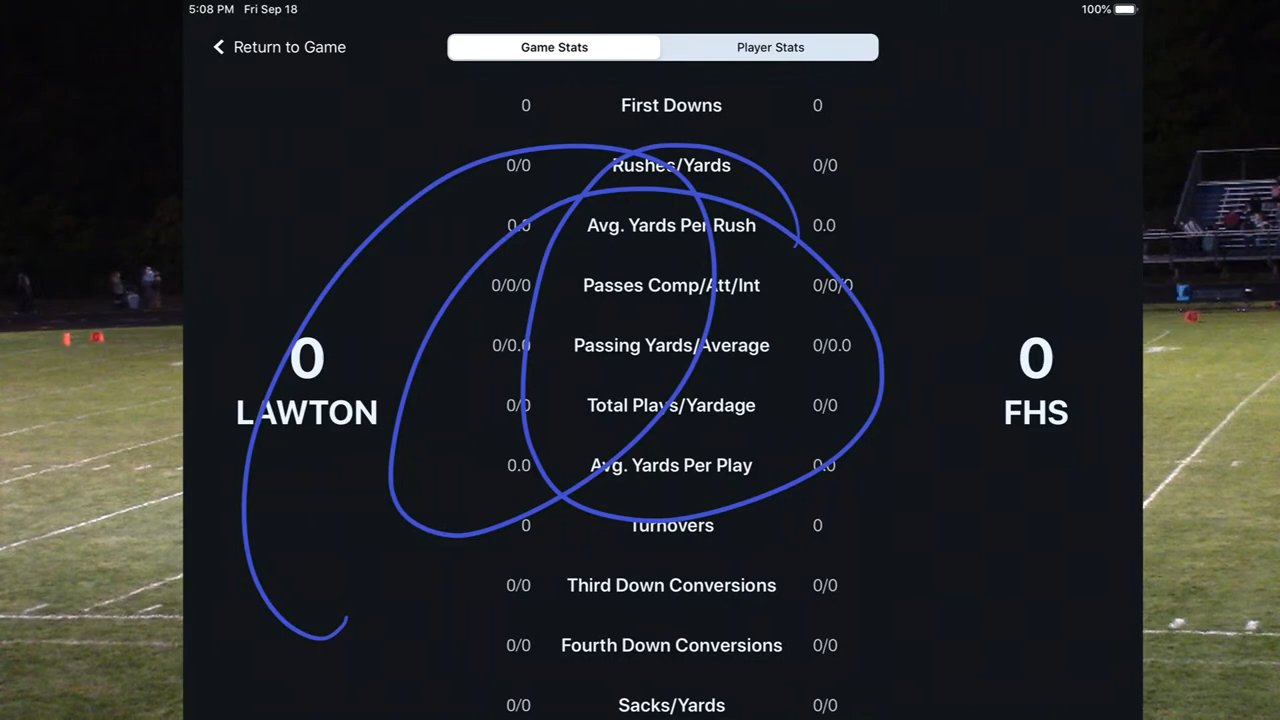 5:08 PM Fri Sep 18 100%
Return to Game Game Stats Player Stats
0 First Downs 0
0/0 Rushes/Yards 0/0
0.0 Avg. Yards Per Rush 0.0
0/0/0 Passes Comp/Att/Int 0/0/0
0/0.0 Passing Yards/Average 0/0.0
0 0
LAWTON FHS
0/0 Total Plays/Yardage 0/0
0.0 Avg. Yards Per Play 0.0
0 Turnovers 0
0/0 Third Down Conversions 0/0
0/0 Fourth Down Conversions 0/0
0/0 Sacks/Yards 0/0